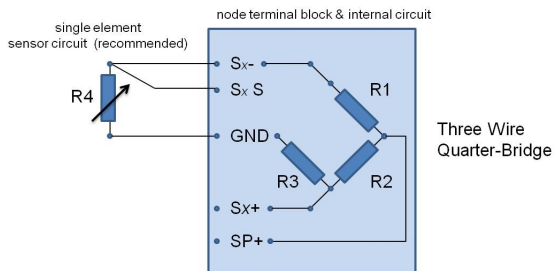 node terminal block & internal circuit
single element
sensor circuit (recommended)
Sx-
Sx S
R1
R4
GND
Three Wire
Quarter-Bridge
R3
R2
Sx+
SP+